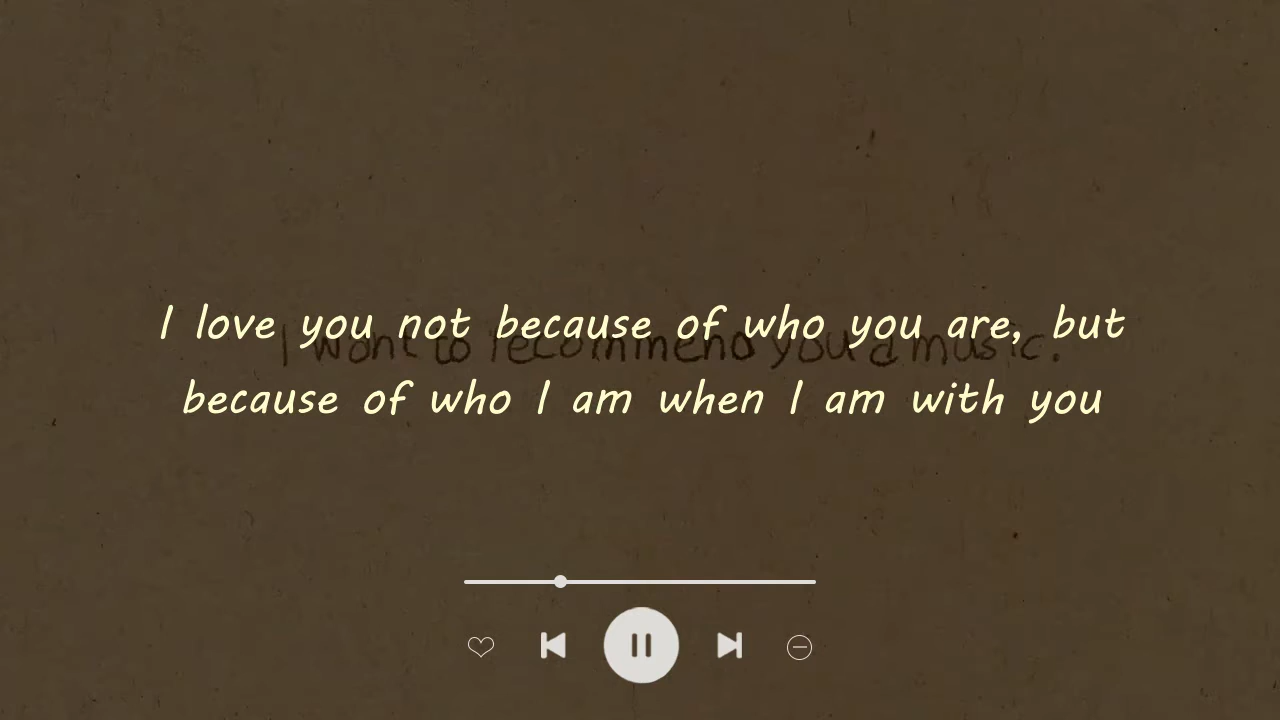 I love you not because of who you are, but
I want to recommend you a music.
because of who I am when I am with you